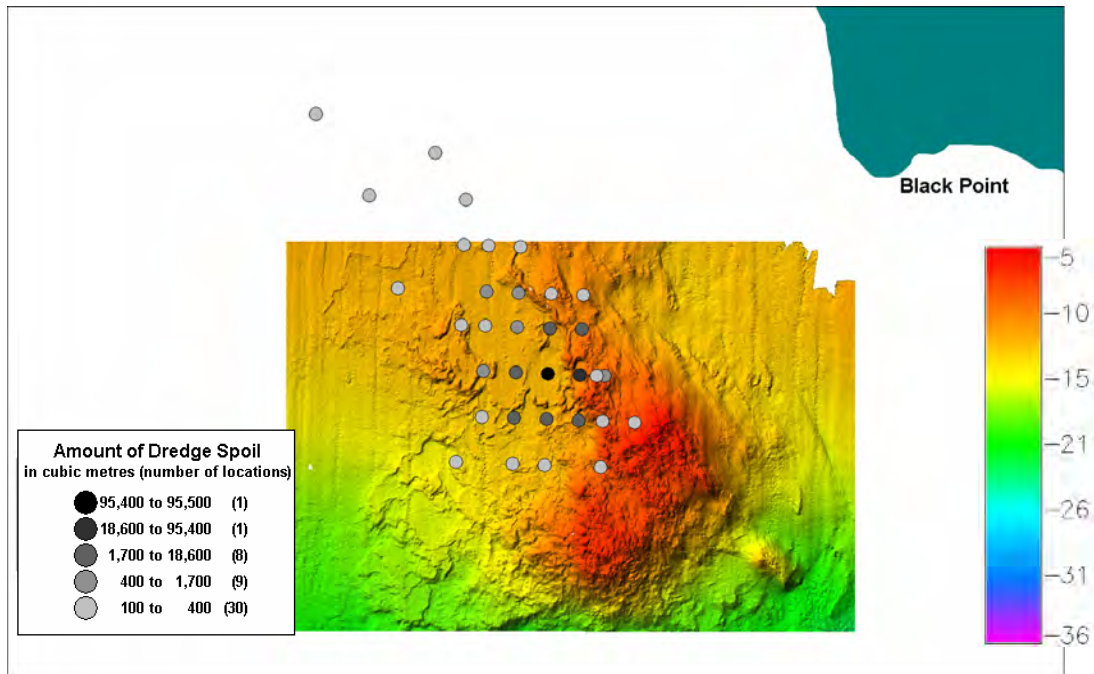 Black Point
-5
-10
-15
-21
-26
-31
-36
Amount of Dredge Spoil
in cubic metres (number of locations)
95,400 to 95,500 (1)
18,600 to 95,400 (1)
1,700 to 18,600 (8)
400 to 1,700 (9)
100 to 400 (30)